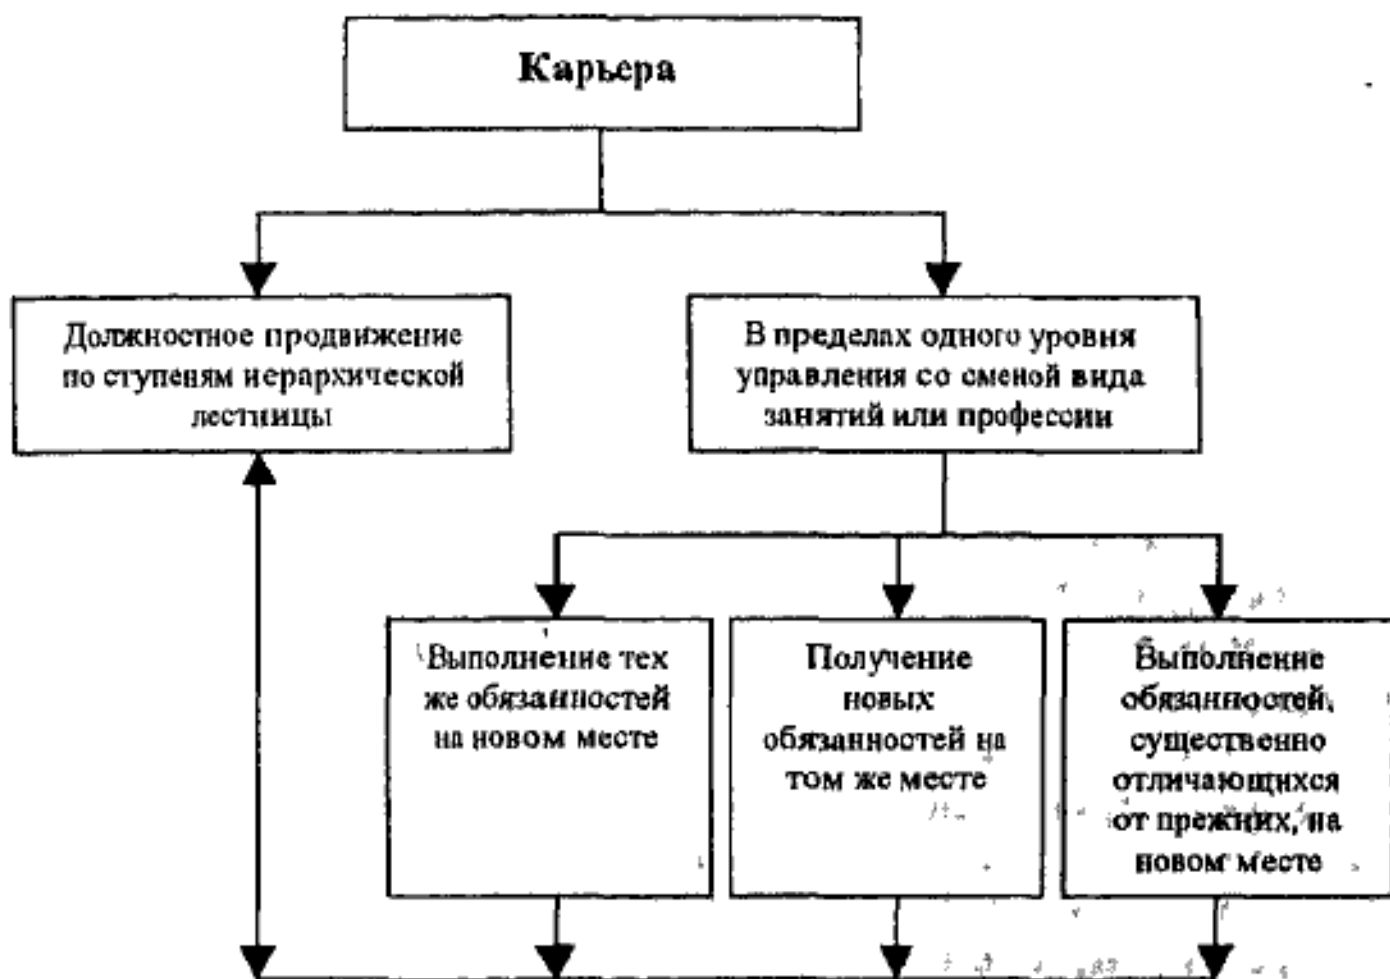 Карьера
Должностное продвижение
по ступеням иерархической
лестницы
В пределах одного уровня
управления со сменой вида
занятий или профессии
Выполнение тех
же обязанностей
на новом месте
Получение
новых
обязанностей на
том же месте
Выполнение
обязанностей,
существенно
отличающихся
от прежних, на
новом месте